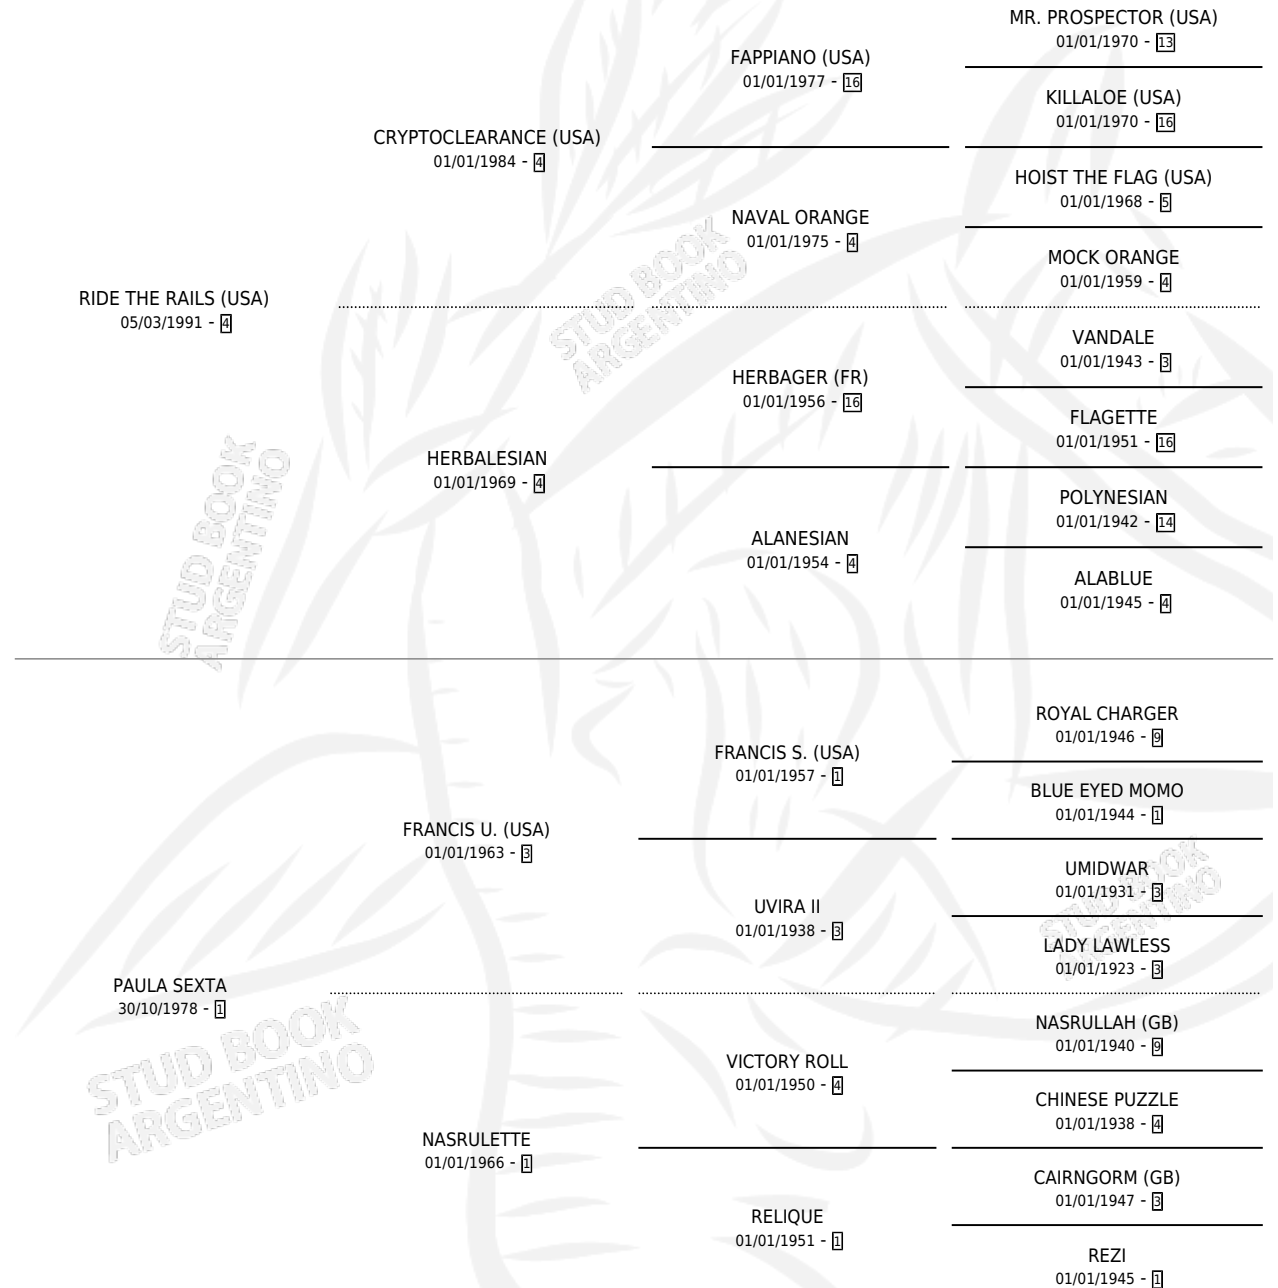 MR. PROSPECTOR (USA)
01/01/1970 - 13
FAPPIANO (USA)
01/01/1977 - 16
KILLALOE (USA)
01/01/1970 - 16
CRYPTOCLEARANCE (USA)
01/01/1984 - 4
HOIST THE FLAG (USA)
01/01/1968 - 5
NAVAL ORANGE
01/01/1975 - 4
MOCK ORANGE
01/01/1959 - 4
RIDE THE RAILS (USA)
05/03/1991 - 4
VANDALE
01/01/1943 - 3
HERBAGER (FR)
01/01/1956 - 16
FLAGETTE
01/01/1951 - 16
HERBALESIAN
01/01/1969 - 4
POLYNESIAN
01/01/1942 - 14
ALANESIAN
01/01/1954 - 4
ALABLUE
01/01/1945 - 4
ROYAL CHARGER
01/01/1946 - 9
FRANCIS S. (USA)
01/01/1957 - 1
BLUE EYED MOMO
01/01/1944 - 1
FRANCIS U. (USA)
01/01/1963 - 3
UMIDWAR
01/01/1931 - 3
UVIRA II
01/01/1938 - 3
LADY LAWLESS
01/01/1923 - 3
PAULA SEXTA
30/10/1978 - 1
NASRULLAH (GB)
01/01/1940 - 9
VICTORY ROLL
01/01/1950 - 4
CHINESE PUZZLE
01/01/1938 - 4
NASRULETTE
01/01/1966 - 1
CAIRNGORM (GB)
01/01/1947 - 3
RELIQUE
01/01/1951 - 1
REZI
01/01/1945 - 1
STUD BOOK
ARGENTINO
STUD BOOK
ARGENTINO
STUD BOOK
ARGENTINO
STUD BOOK
ARGENTINO